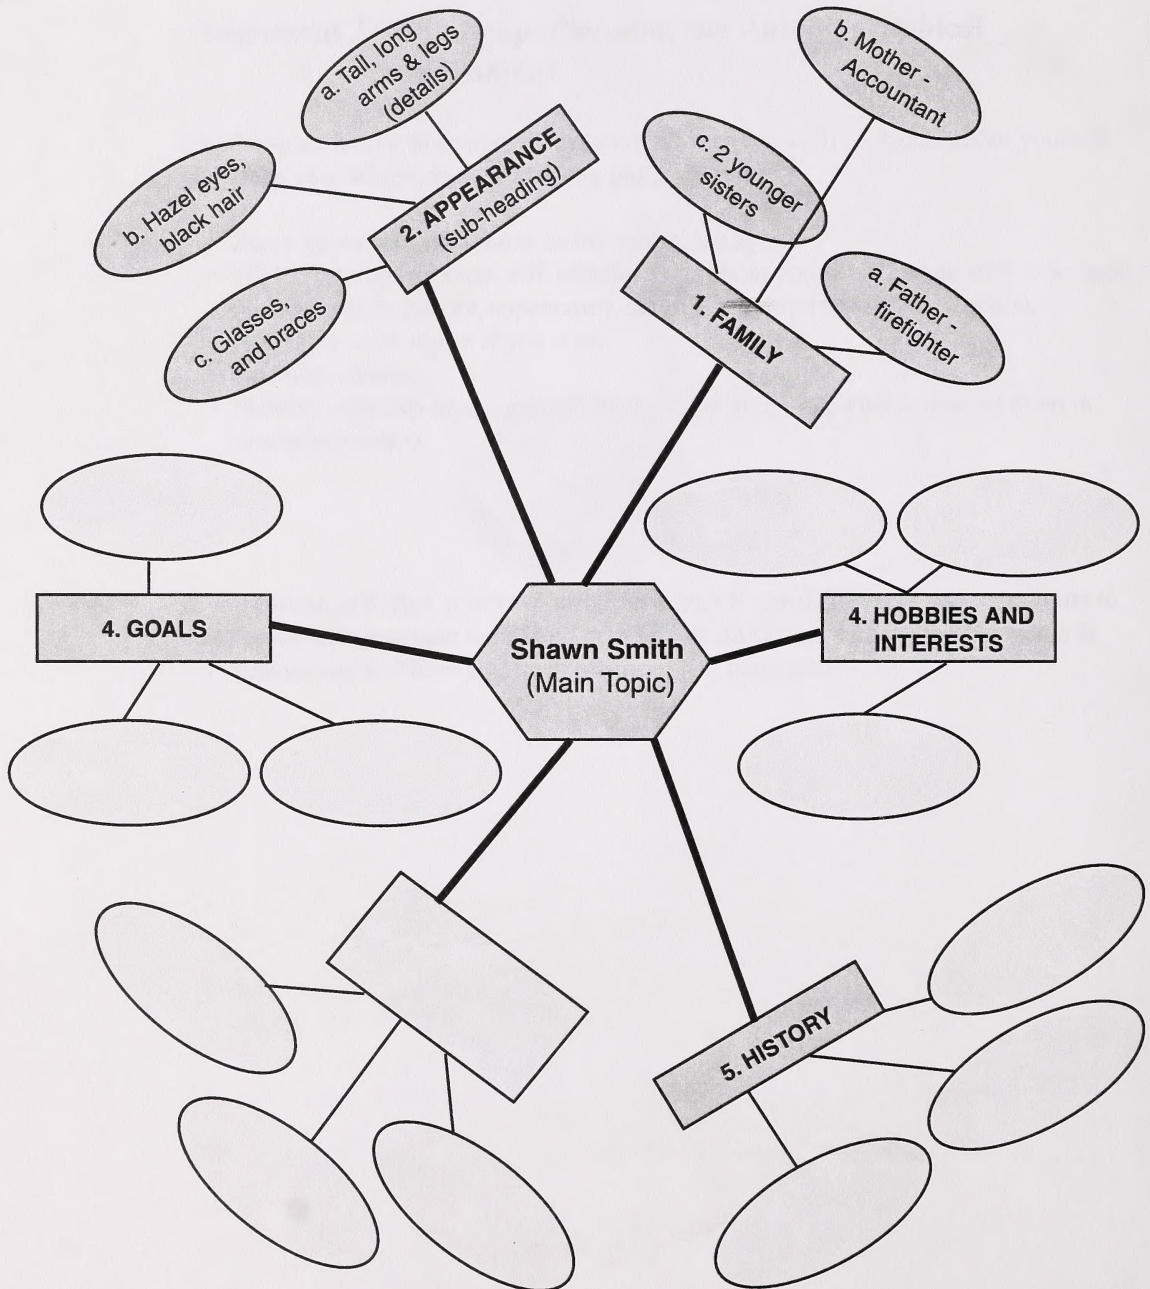 a. Tall, long
arms & legs
(details)
b. Mother -
Accountant
c. 2 younger
sisters
2. APPEARANCE
(sub-heading)
b. Hazel eyes,
black hair
a. Father -
firefighter
1. FAMILY
c. Glasses,
and braces
4. GOALS
4. HOBBIES AND
INTERESTS
Shawn Smith
(Main Topic)
5. HISTORY